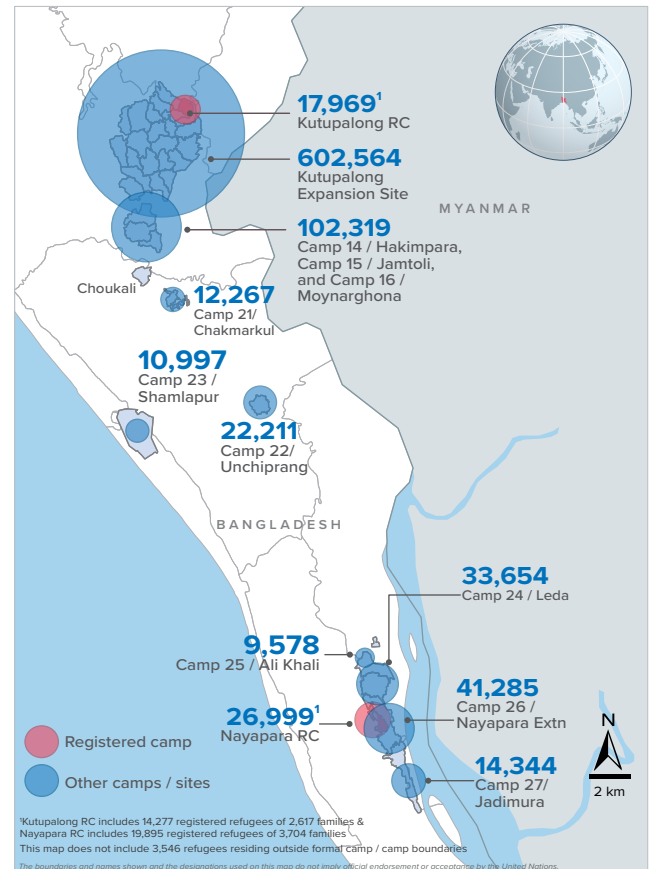 17,969¹
Kutupalong RC
602,564
Kutupalong
Expansion Site
MYANMAR
102,319
Camp 14 / Hakimpara,
Camp 15 / Jamtoli,
and Camp 16 /
Moynarghona
Choukali
12,267
Camp 21/
Chakmarkul
10,997
Camp 23 /
Shamlapur
22,211
Camp 22/
Unchiprang
BANGLADESH
33,654
Camp 24 / Leda
9,578
Camp 25 / Ali Khali
41,285
Camp 26 /
Nayapara Extn
26,999¹
Nayapara RC
14,344
Camp 27/
Jadimura
N
2 km
Registered camp
Other camps / sites
¹Kutupalong RC includes 14,277 registered refugees of 2,617 families &
Nayapara RC includes 19,895 registered refugees of 3,704 families
This map does not include 3,546 refugees residing outside formal camp / camp boundaries
The boundaries and names shown and the designations used on this map do not imply official endorsement or acceptance by the United Nations.